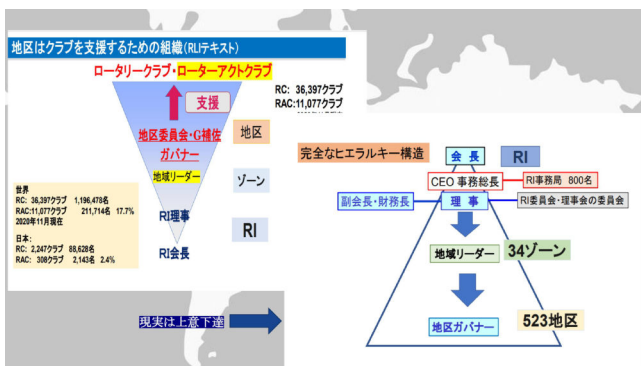 地区はクラブを支援するための組織(RLIテキスト)
ロータリークラブ・ローターアクトクラブ
RC: 36,397クラブ
RAC:11,077クラブ
支援
地区委員会・G補佐
ガバナー
地域リーダー
地区
ゾーン
RI理事
RI
RI会長
世界
RC: 36,397クラブ 1,196,478名
RAC:11,077クラブ 211,714名 17.7%
2020年11月現在
日本:
RC: 2,247クラブ 88,628名
RAC: 308クラブ 2,143名 2.4%
現実は上意下達
完全なヒエラルキー構造
会長
RI
CEO 事務総長
RI事務局 800名
副会長・財務長
理事
RI委員会・理事会の委員会
地域リーダー
34ゾーン
地区ガバナー
523地区